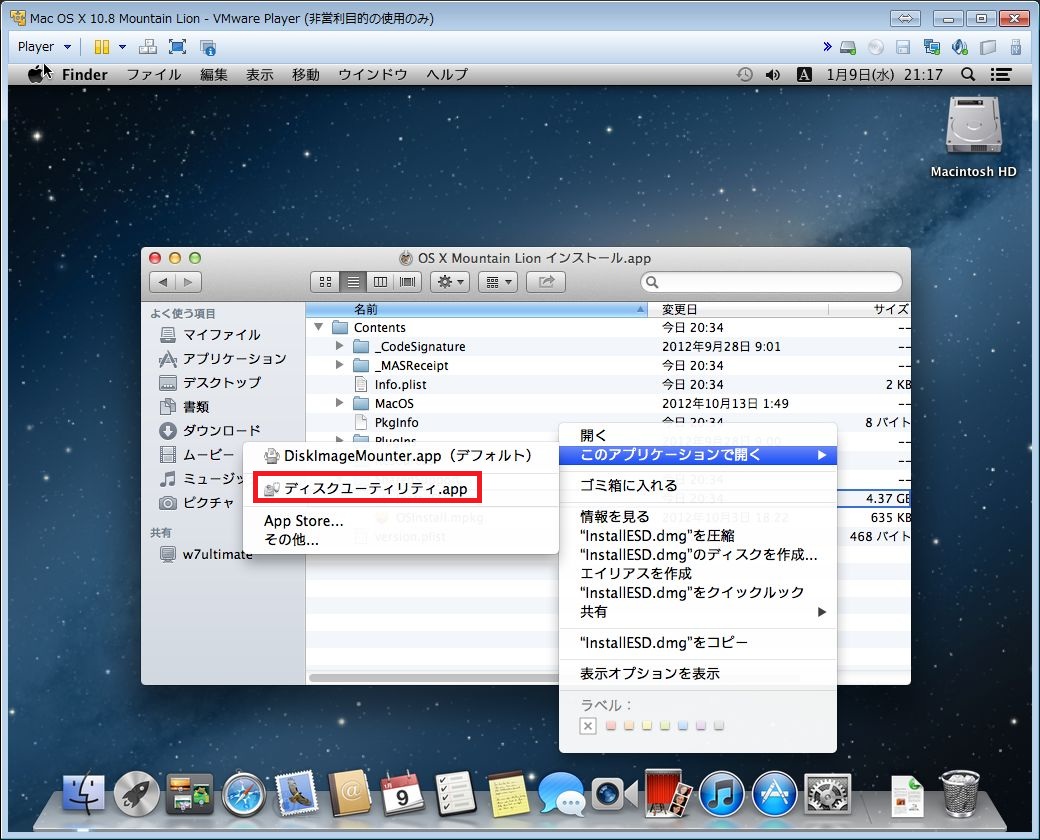 Mac OS X 10.8 Mountain Lion - VMware Player (非営利目的の使用のみ)
Player
Finder ファイル 編集 表示 移動 ウインドウ ヘルプ
A 1月9日(水) 21:17
Macintosh HD
OS X Mountain Lion インストール.app
よく使う項目
マイファイル
アプリケーション
デスクトップ
書類
ダウンロード
ムービー
ミュージッ
ピクチャ
共有
w7ultimate
名前 変更日 サイズ
Contents 今日 20:34 --
_CodeSignature 2012年9月28日 9:01 --
_MASReceipt 今日 20:34 --
Info.plist 今日 20:34 2 KB
MacOS 2012年10月13日 1:49 --
PkgInfo 今日 20:34 8 バイト
PlugIns
4.37 GB
OSInstall.mpkg 2012年10月3日 18:22 635 KB
version.plist 468 バイト
DiskImageMounter.app（デフォルト）
ディスクユーティリティ.app
App Store...
その他...
開く
このアプリケーションで開く
ゴミ箱に入れる
情報を見る
“InstallESD.dmg”を圧縮
“InstallESD.dmg”のディスクを作成...
エイリアスを作成
“InstallESD.dmg”をクイックルック
共有
“InstallESD.dmg”をコピー
表示オプションを表示
ラベル：
1月
9